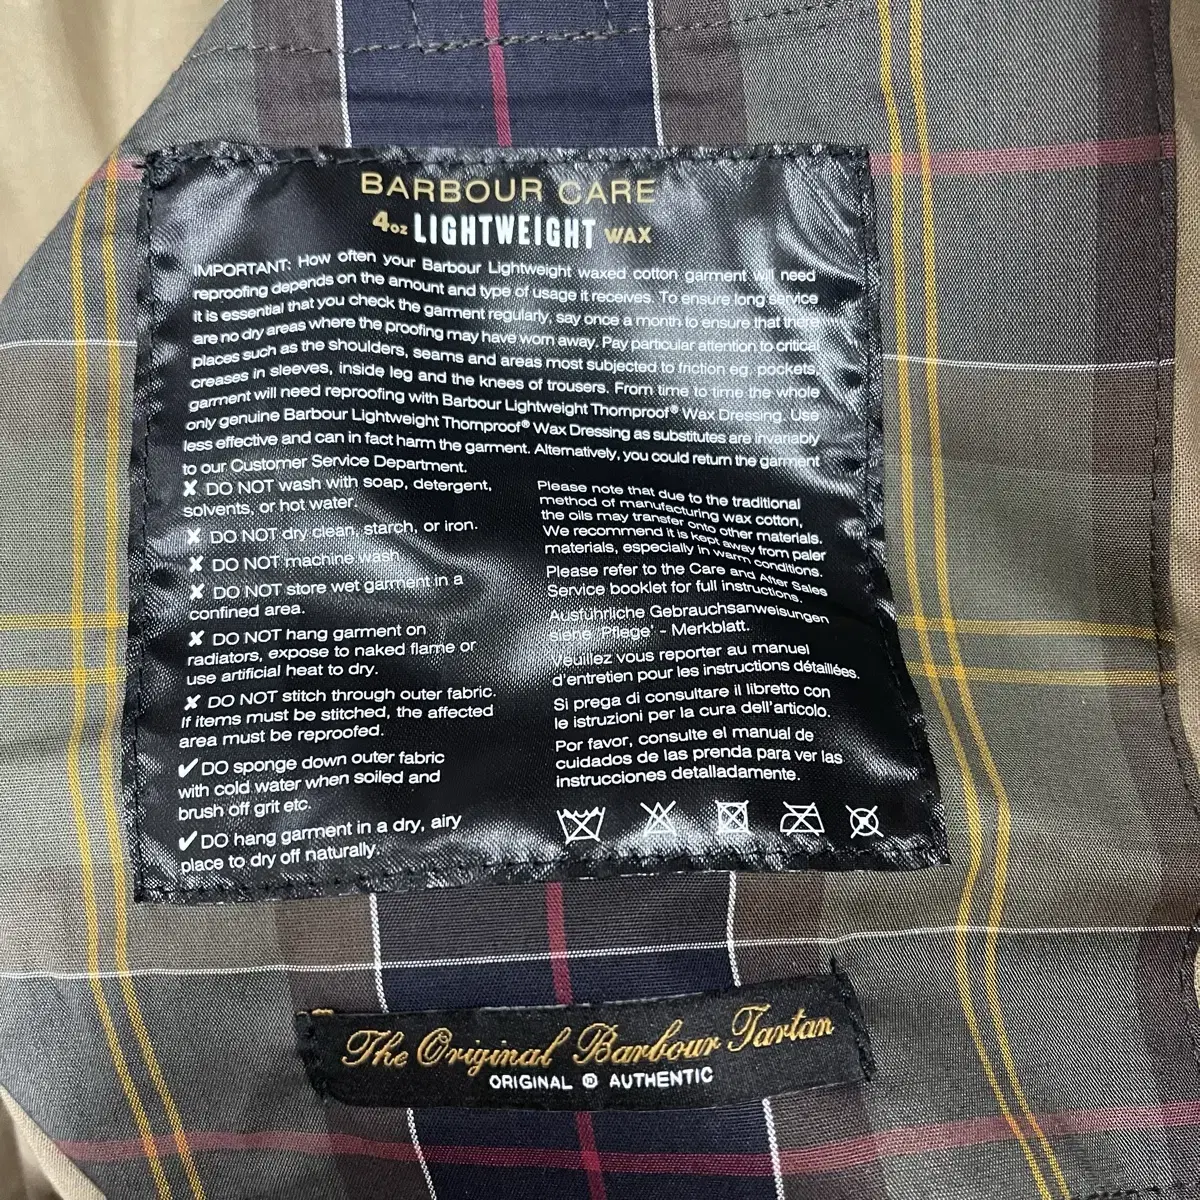 BARBOUR CARE
4oz LIGHTWEIGHT WAX
IMPORTANT: How often your Barbour Lightweight waxed cotton garment will need
reproofing depends on the amount and type of usage it receives. To ensure long service
it is essential that you check the garment regularly, say once a month to ensure that there
are no dry areas where the proofing may have worn away. Pay particular attention to critical
places such as the shoulders, seams and areas most subjected to friction eg. pockets,
creases in sleeves, inside leg and the knees of trousers. From time to time the whole
garment will need reproofing with Barbour Lightweight Thornproof® Wax Dressing. Use
only genuine Barbour Lightweight Thornproof® Wax Dressing as substitutes are invariably
less effective and can in fact harm the garment. Alternatively, you could return the garment
to our Customer Service Department.
✘ DO NOT wash with soap, detergent,
solvents, or hot water.
✘ DO NOT dry clean, starch, or iron.
✘ DO NOT machine wash
✘ DO NOT store wet garment in a
confined area.
✘ DO NOT hang garment on
radiators, expose to naked flame or
use artificial heat to dry.
✘ DO NOT stitch through outer fabric.
If items must be stitched, the affected
area must be reproofed.
✔ DO sponge down outer fabric
with cold water when soiled and
brush off grit etc.
✔ DO hang garment in a dry, airy
place to dry off naturally.
Please note that due to the traditional
method of manufacturing wax cotton,
the oils may transfer onto other materials.
We recommend it is kept away from paler
materials, especially in warm conditions.
Please refer to the Care and After Sales
Service booklet for full instructions.
Ausführliche Gebrauchsanweisungen
siehe 'Pflege' - Merkblatt.
Veuillez vous reporter au manuel
d'entretien pour les instructions détaillées.
Si prega di consultare il libretto con
le istruzioni per la cura dell'articolo.
Por favor, consulte el manual de
cuidados de las prenda para ver las
instrucciones detalladamente.
The Original Barbour Tartan
ORIGINAL ® AUTHENTIC